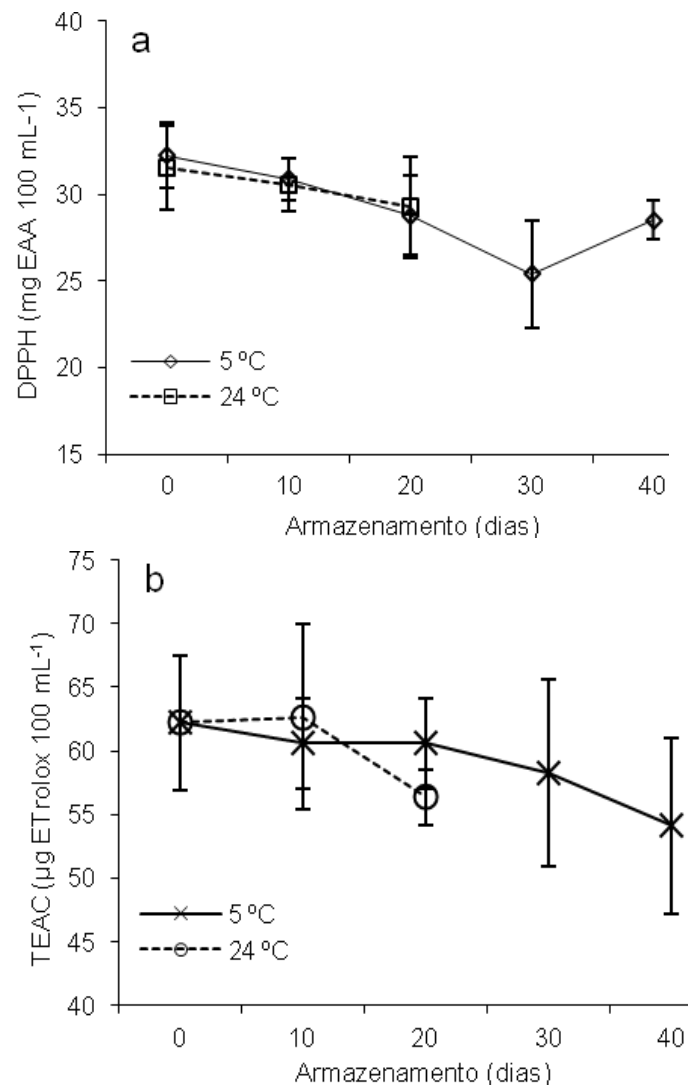 a
DPPH (mg EAA 100 mL-1)
40
35
30
25
20
15
5 ºC
24 ºC
0 10 20 30 40
Armazenamento (dias)
b
TEAC (µg ETrolox 100 mL⁻¹)
75
70
65
60
55
50
45
40
5 ºC
24 ºC
0 10 20 30 40
Armazenamento (dias)